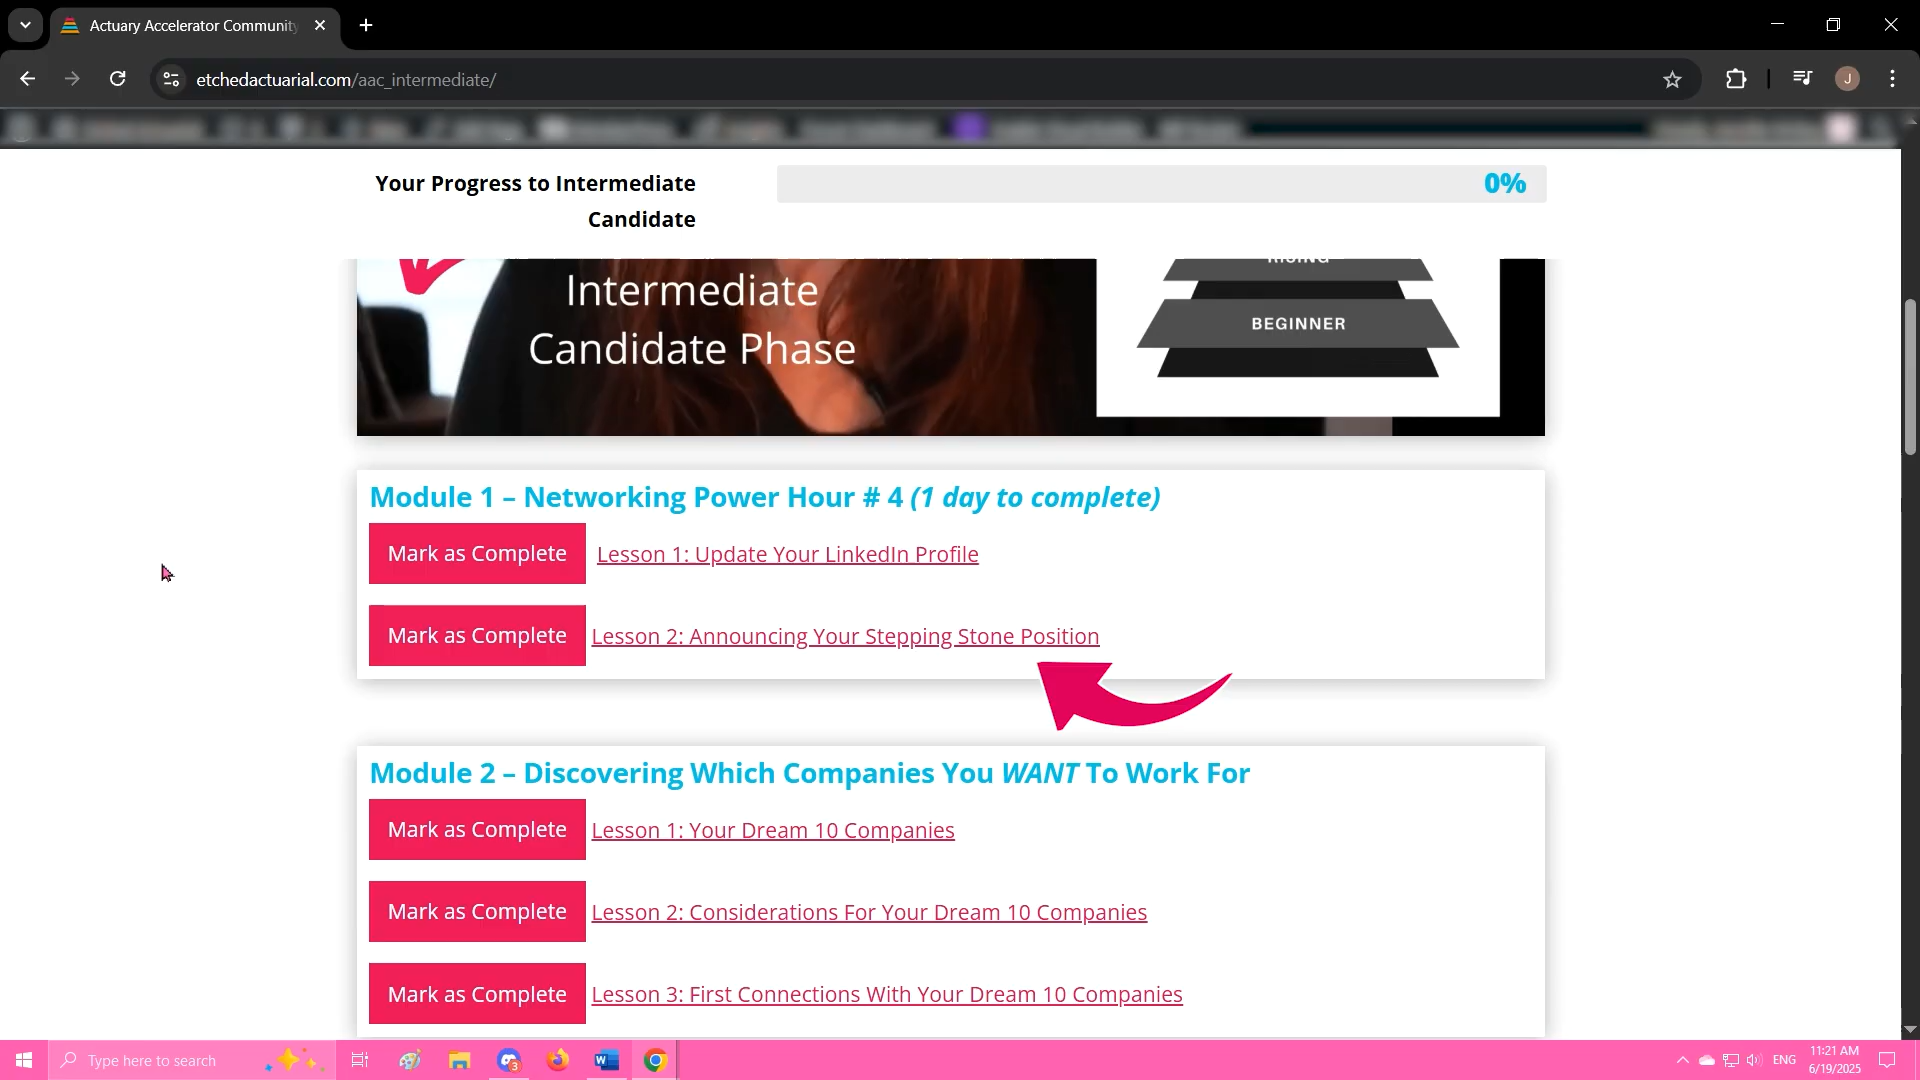 Actuary Accelerator Community
etchedactuarial.com/aac_intermediate/
J
Your Progress to Intermediate
Candidate
0%
Intermediate
Candidate Phase
RISING
BEGINNER
Module 1 – Networking Power Hour # 4 (1 day to complete)
Mark as Complete Lesson 1: Update Your LinkedIn Profile
Mark as Complete Lesson 2: Announcing Your Stepping Stone Position
Module 2 – Discovering Which Companies You WANT To Work For
Mark as Complete Lesson 1: Your Dream 10 Companies
Mark as Complete Lesson 2: Considerations For Your Dream 10 Companies
Mark as Complete Lesson 3: First Connections With Your Dream 10 Companies
Type here to search
3
W
ENG
11:21 AM
6/19/2025